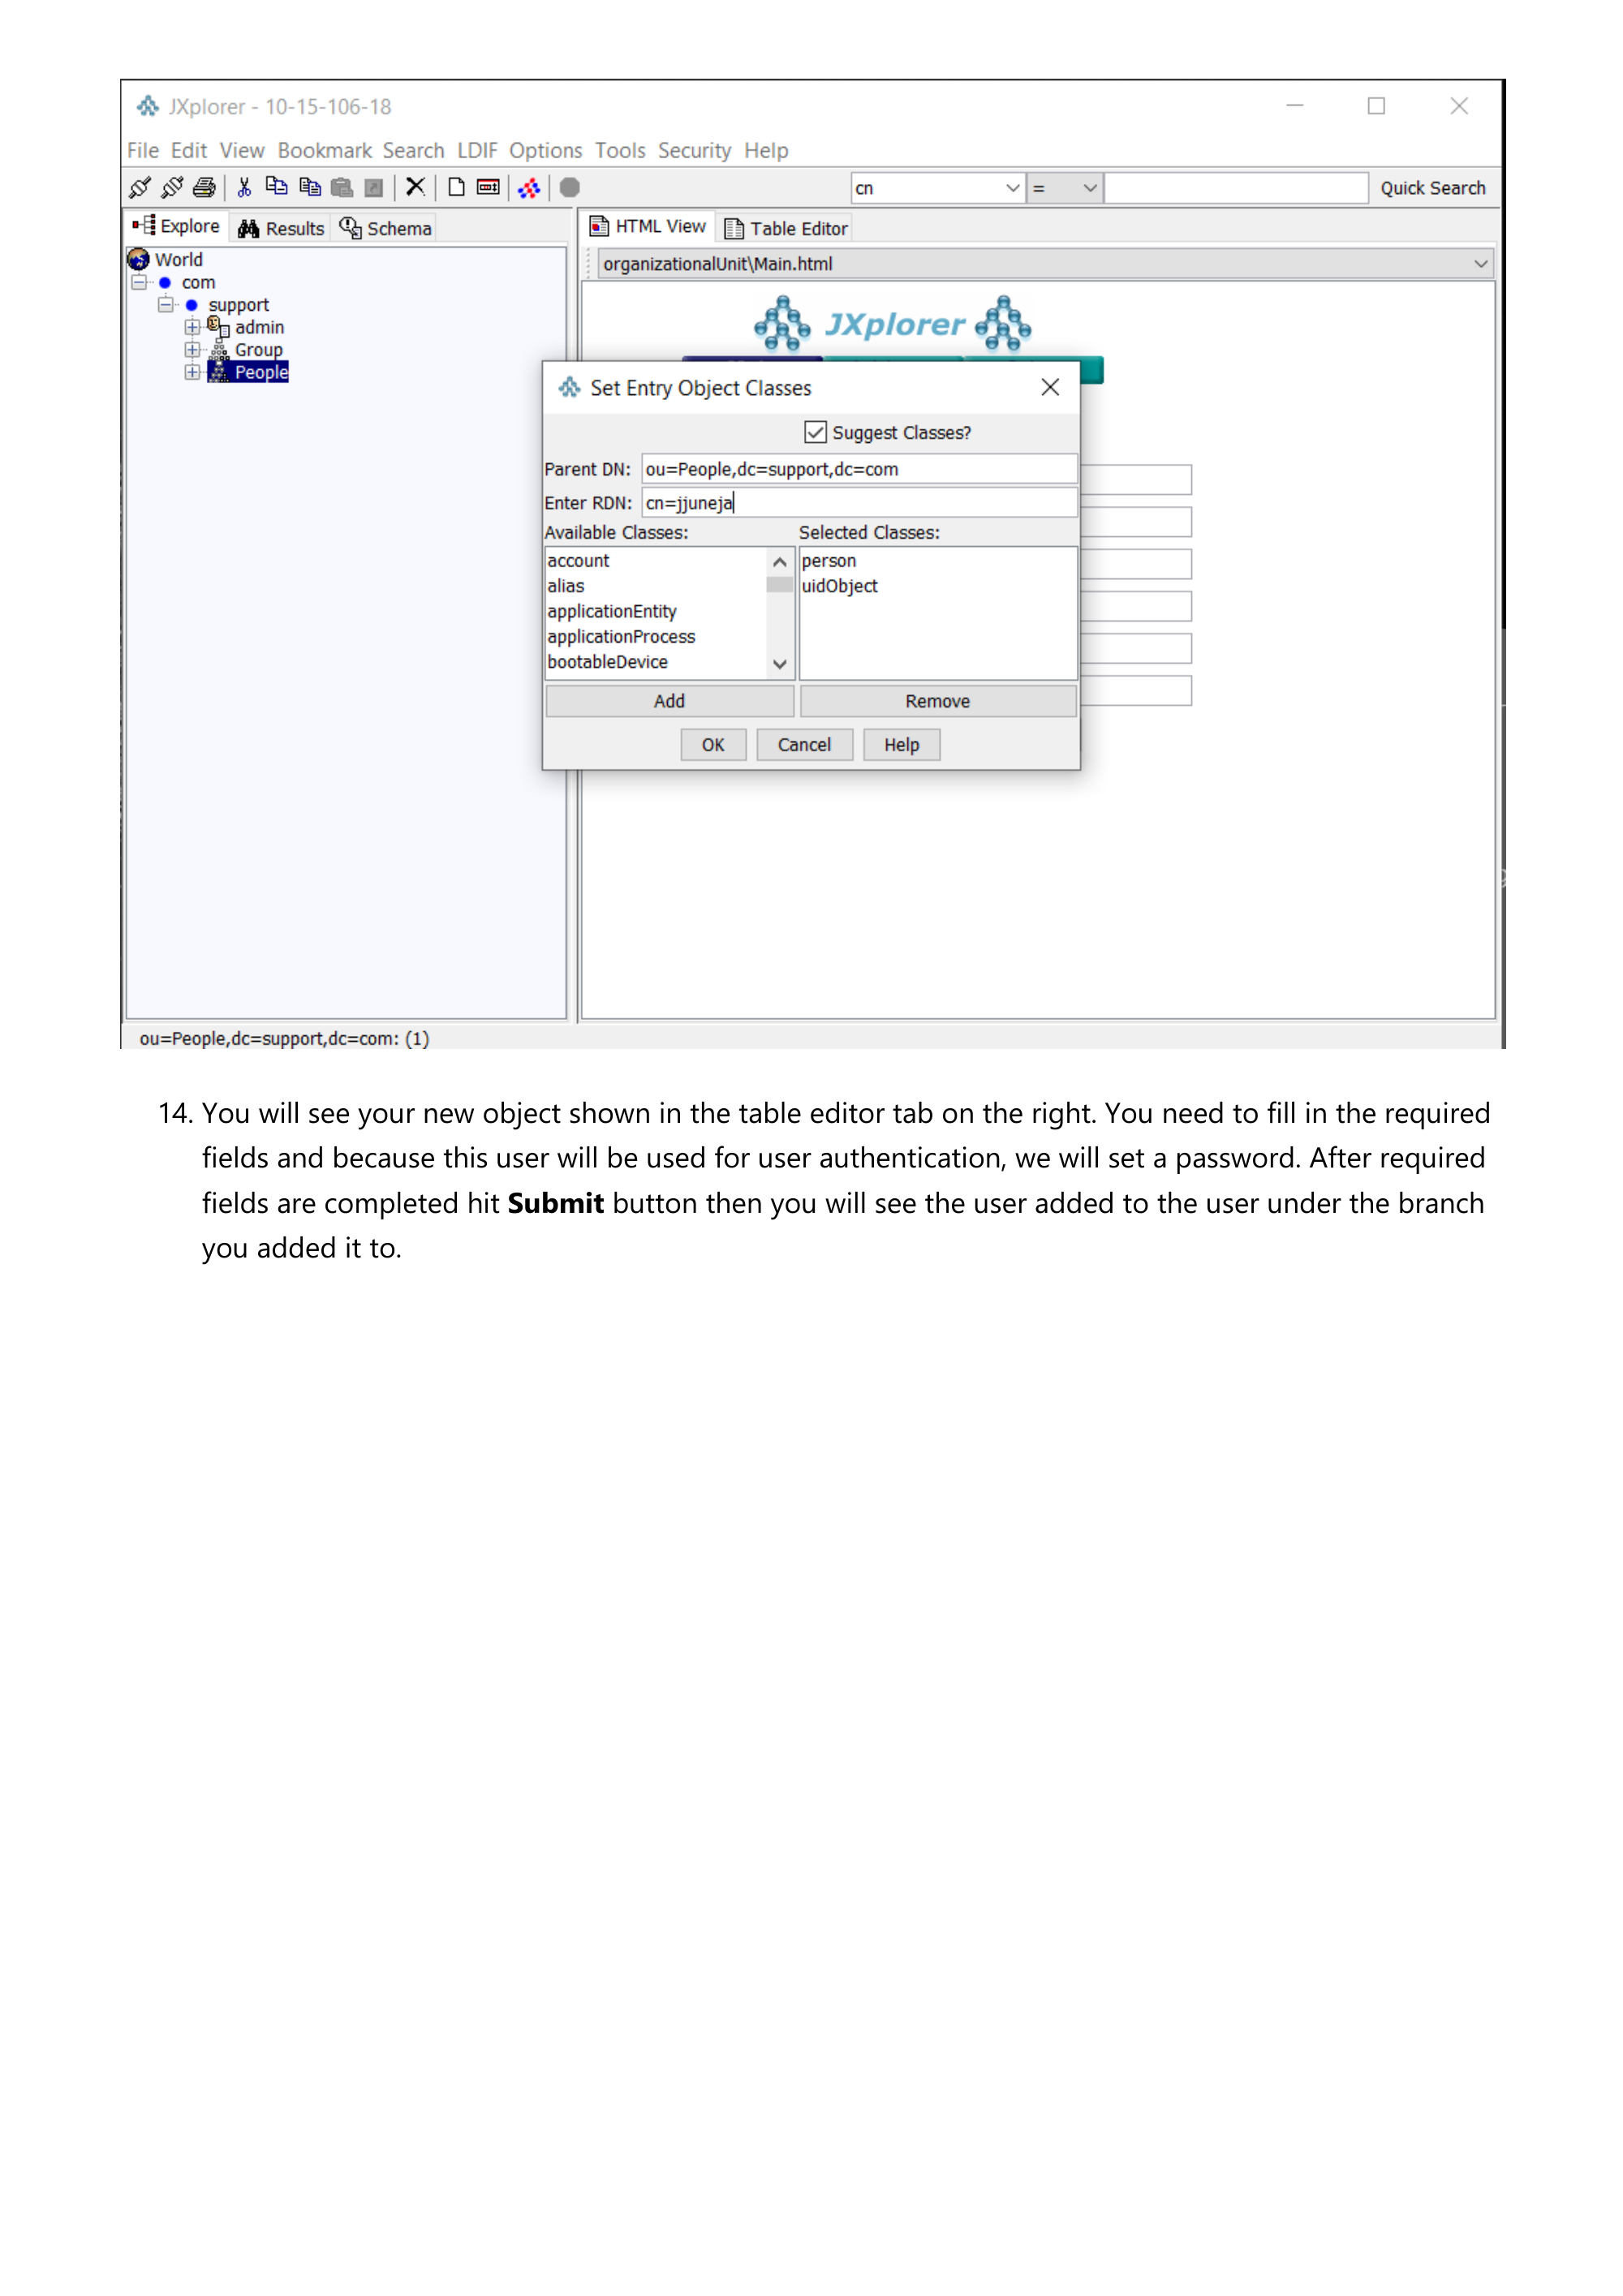 JXplorer - 10-15-106-18
File Edit View Bookmark Search LDIF Options Tools Security Help
cn = Quick Search
Explore Results Schema HTML View Table Editor
World
organizationalUnit\Main.html
com
support
JXplorer
admin
Group
People
Set Entry Object Classes
Suggest Classes?
Parent DN: ou=People,dc=support,dc=com
Enter RDN: cn=jjuneja
Available Classes: Selected Classes:
account person
alias uidObject
applicationEntity
applicationProcess
bootableDevice
Add Remove
OK Cancel Help
ou=People,dc=support,dc=com: (1)
14. You will see your new object shown in the table editor tab on the right. You need to fill in the required
fields and because this user will be used for user authentication, we will set a password. After required
fields are completed hit Submit button then you will see the user added to the user under the branch
you added it to.